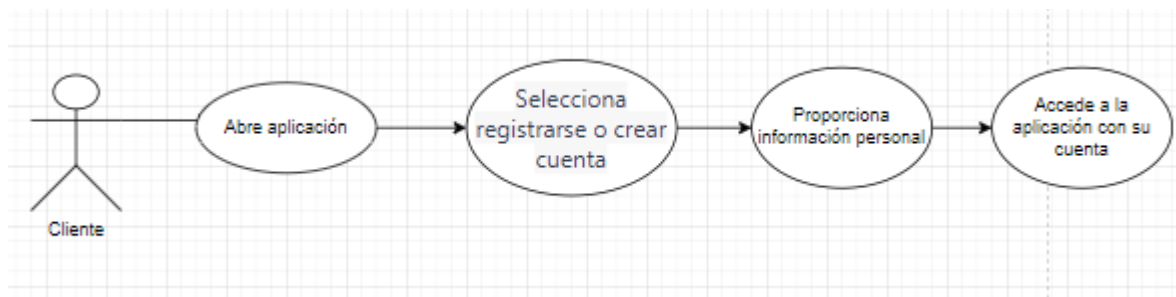 Cliente
Abre aplicación
Selecciona
registrarse o crear
cuenta
Proporciona
información personal
Accede a la
aplicación con su
cuenta